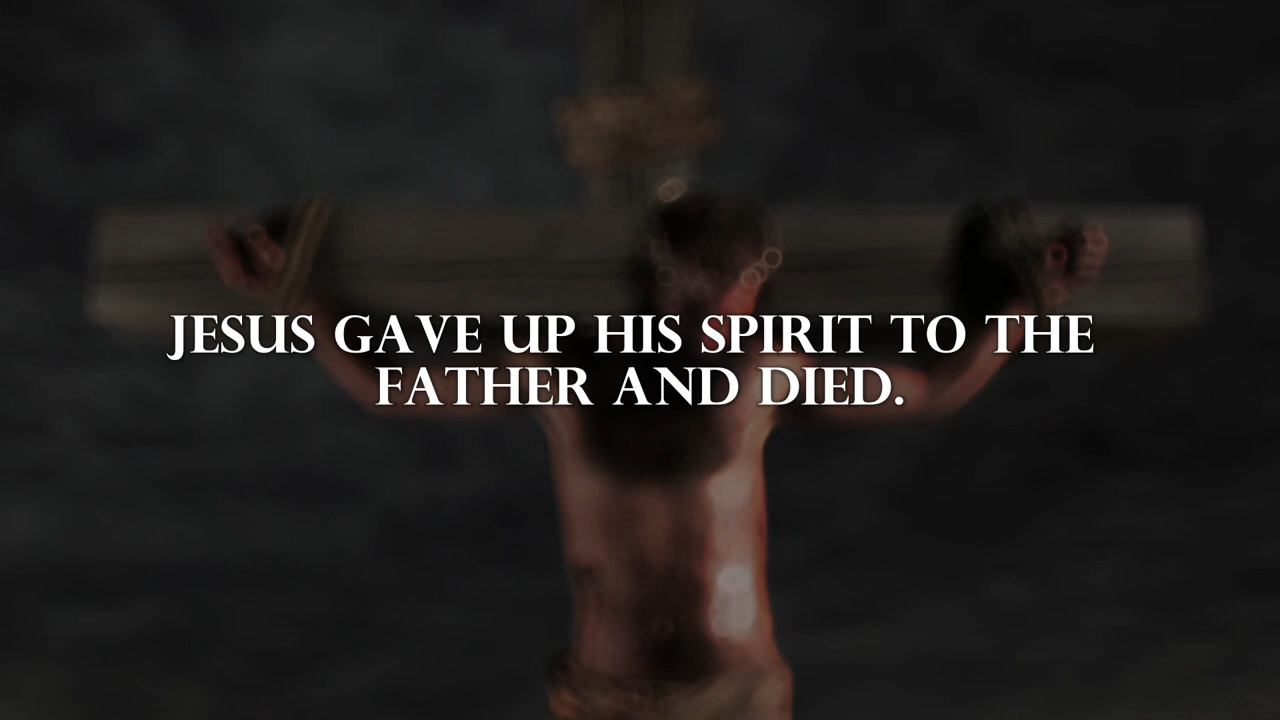 JESUS GAVE UP HIS SPIRIT TO THE
FATHER AND DIED.